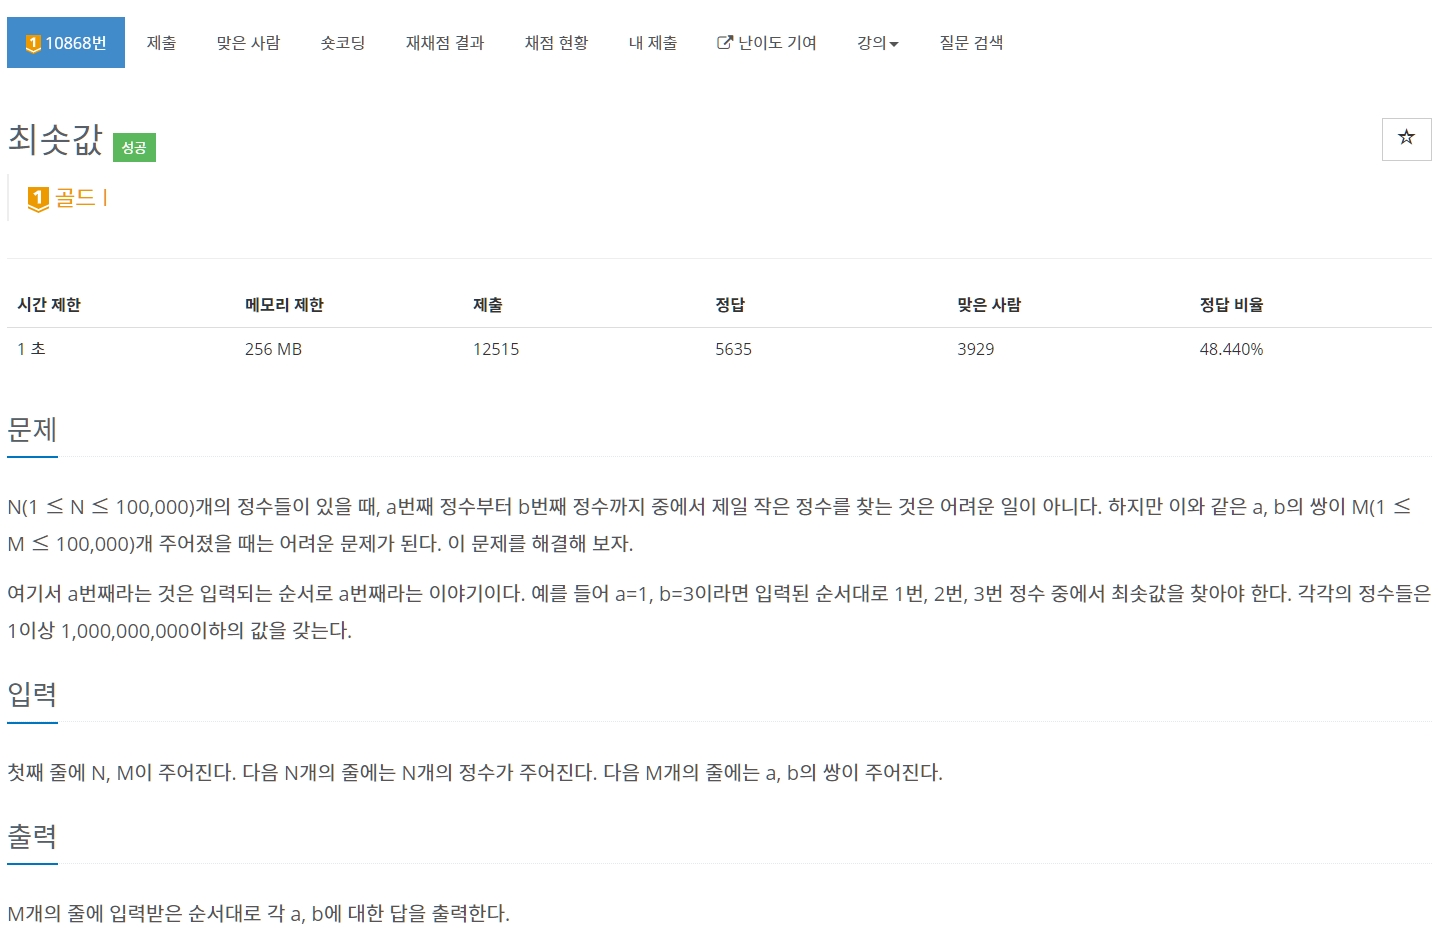 1 10868번 제출 맞은 사람 숏코딩 재채점 결과 채점 현황 내 제출 난이도 기여 강의 질문 검색
최솟값 성공
1 골드 I
시간 제한 메모리 제한 제출 정답 맞은 사람 정답 비율
1 초 256 MB 12515 5635 3929 48.440%
문제
N(1 ≤ N ≤ 100,000)개의 정수들이 있을 때, a번째 정수부터 b번째 정수까지 중에서 제일 작은 정수를 찾는 것은 어려운 일이 아니다. 하지만 이와 같은 a, b의 쌍이 M(1 ≤
M ≤ 100,000)개 주어졌을 때는 어려운 문제가 된다. 이 문제를 해결해 보자.
여기서 a번째라는 것은 입력되는 순서로 a번째라는 이야기이다. 예를 들어 a=1, b=3이라면 입력된 순서대로 1번, 2번, 3번 정수 중에서 최솟값을 찾아야 한다. 각각의 정수들은
1이상 1,000,000,000이하의 값을 갖는다.
입력
첫째 줄에 N, M이 주어진다. 다음 N개의 줄에는 N개의 정수가 주어진다. 다음 M개의 줄에는 a, b의 쌍이 주어진다.
출력
M개의 줄에 입력받은 순서대로 각 a, b에 대한 답을 출력한다.